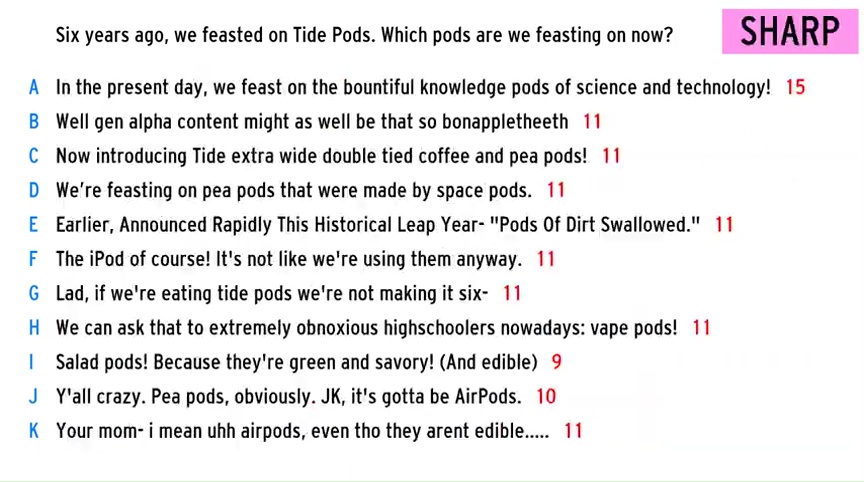 Six years ago, we feasted on Tide Pods. Which pods are we feasting on now?
SHARP
A In the present day, we feast on the bountiful knowledge pods of science and technology! 15
B Well gen alpha content might as well be that so bonappletheeth 11
C Now introducing Tide extra wide double tied coffee and pea pods! 11
D We're feasting on pea pods that were made by space pods. 11
E Earlier, Announced Rapidly This Historical Leap Year- "Pods Of Dirt Swallowed." 11
F The iPod of course! It's not like we're using them anyway. 11
G Lad, if we're eating tide pods we're not making it six- 11
H We can ask that to extremely obnoxious highschoolers nowadays: vape pods! 11
I Salad pods! Because they're green and savory! (And edible) 9
J Y'all crazy. Pea pods, obviously. JK, it's gotta be AirPods. 10
K Your mom- i mean uhh airpods, even tho they arent edible..... 11